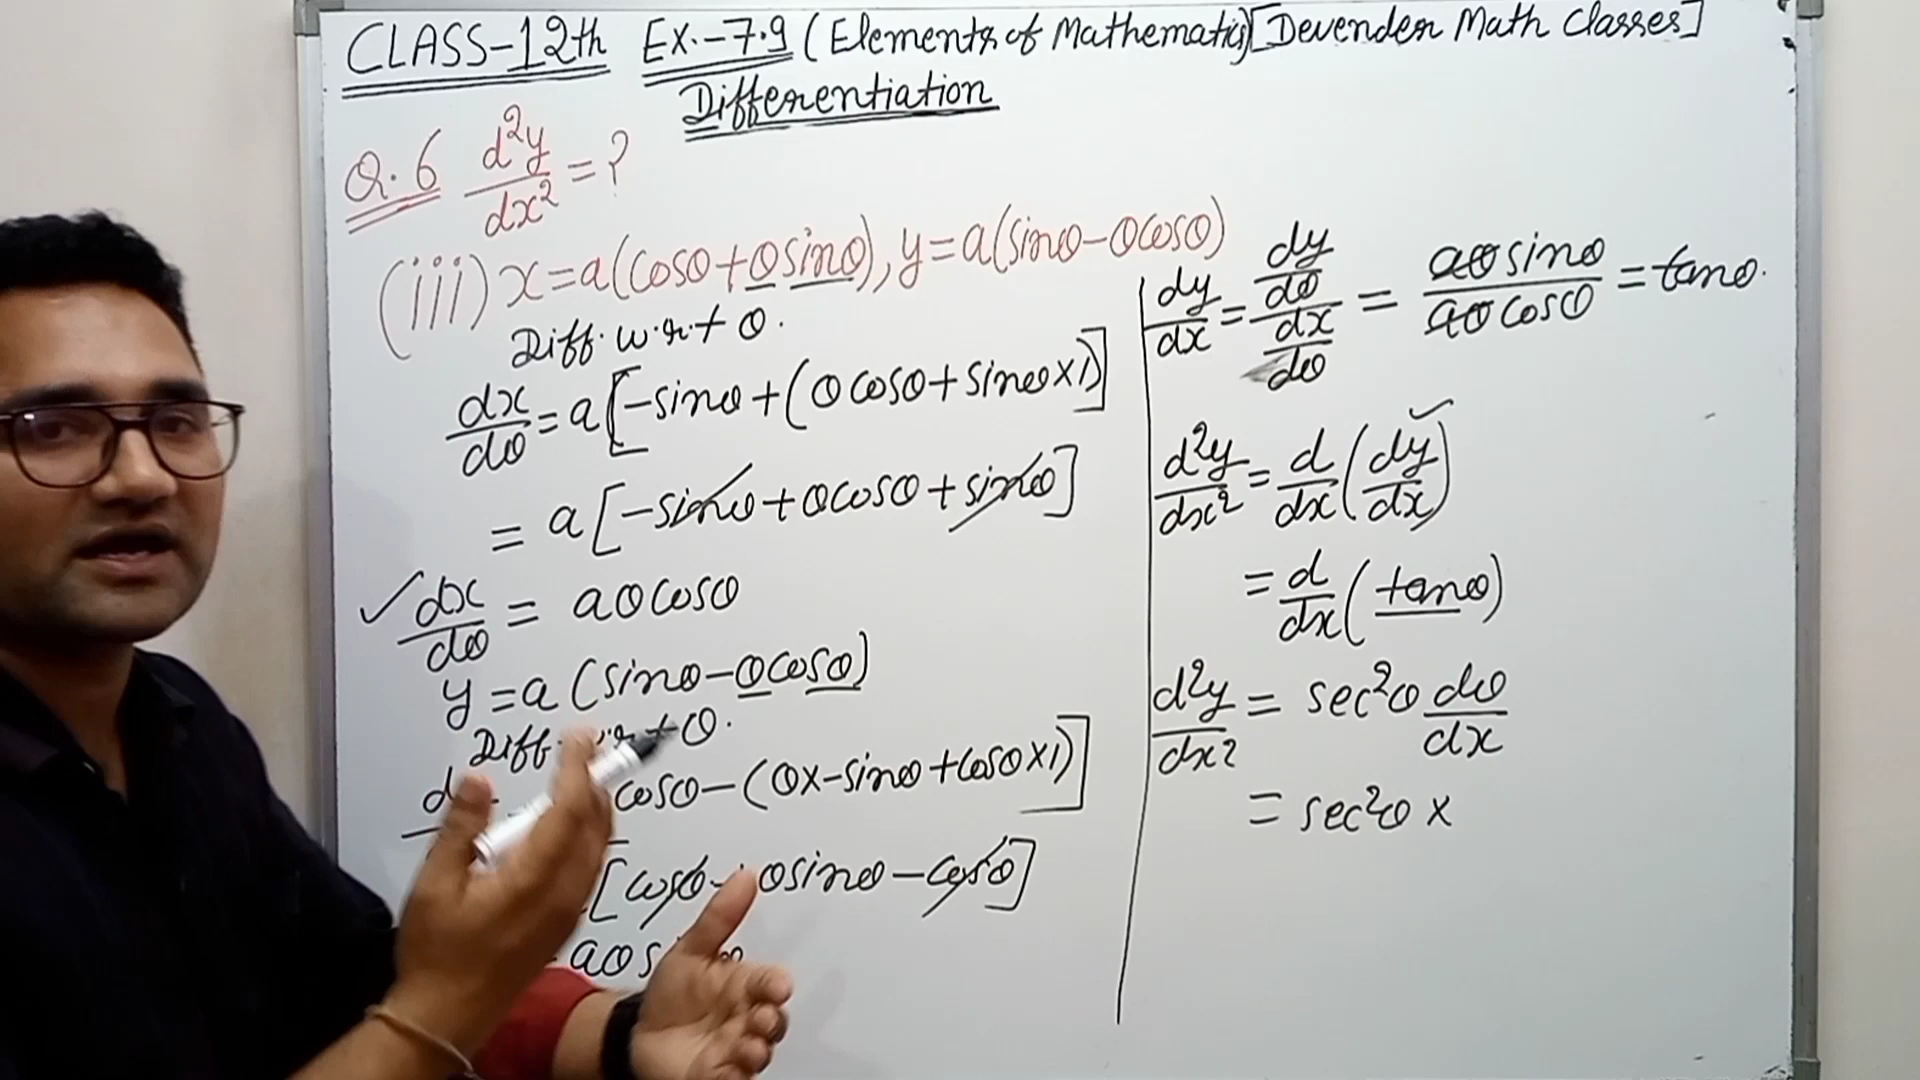 CLASS-12th EX.-7.9 (Elements of Mathematics) [Devender Math Classes]
Differentiation
Q.6 d²y/dx² = ?
(iii) x=a(cosθ+θsinθ), y=a(sinθ-θcosθ)
Diff. w.r.t θ.
dx/dθ = a[-sinθ+(θcosθ+sinθ×1)]
= a[-sinθ+θcosθ+sinθ]
✓ dx/dθ = aθcosθ
y=a(sinθ-θcosθ)
Diff. w.r.t θ.
cosθ-(θ×-sinθ+cosθ×1)]
[cosθ+θsinθ-cosθ]
aθs
dy/dx = dy/dθ / dx/dθ = aθsinθ/aθcosθ = tanθ.
d²y/dx² = d/dx(dy/dx) ✓
= d/dx(tanθ)
d²y/dx² = sec²θ dθ/dx
= sec²θ ×